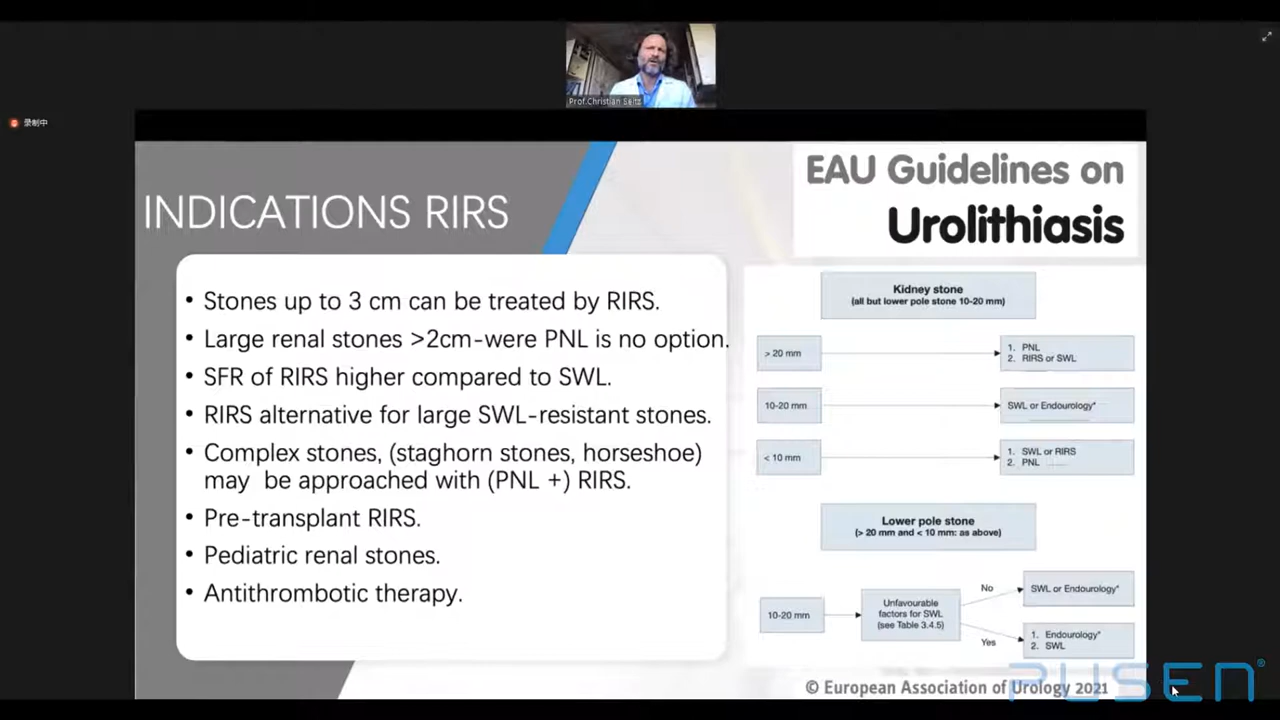 Prof.Christian Seitz
录制中
INDICATIONS RIRS
EAU Guidelines on
Urolithiasis
• Stones up to 3 cm can be treated by RIRS.
• Large renal stones >2cm-were PNL is no option.
• SFR of RIRS higher compared to SWL.
• RIRS alternative for large SWL-resistant stones.
• Complex stones, (staghorn stones, horseshoe)
may be approached with (PNL +) RIRS.
• Pre-transplant RIRS.
• Pediatric renal stones.
• Antithrombotic therapy.
Kidney stone
(all but lower pole stone 10-20 mm)
> 20 mm
1. PNL
2. RIRS or SWL
10-20 mm
SWL or Endourology*
< 10 mm
1. SWL or RIRS
2. PNL
Lower pole stone
(> 20 mm and < 10 mm: as above)
10-20 mm
Unfavourable
factors for SWL
(see Table 3.4.5)
No
SWL or Endourology*
Yes
1. Endourology*
2. SWL
© European Association of Urology 2021
PUSEN®